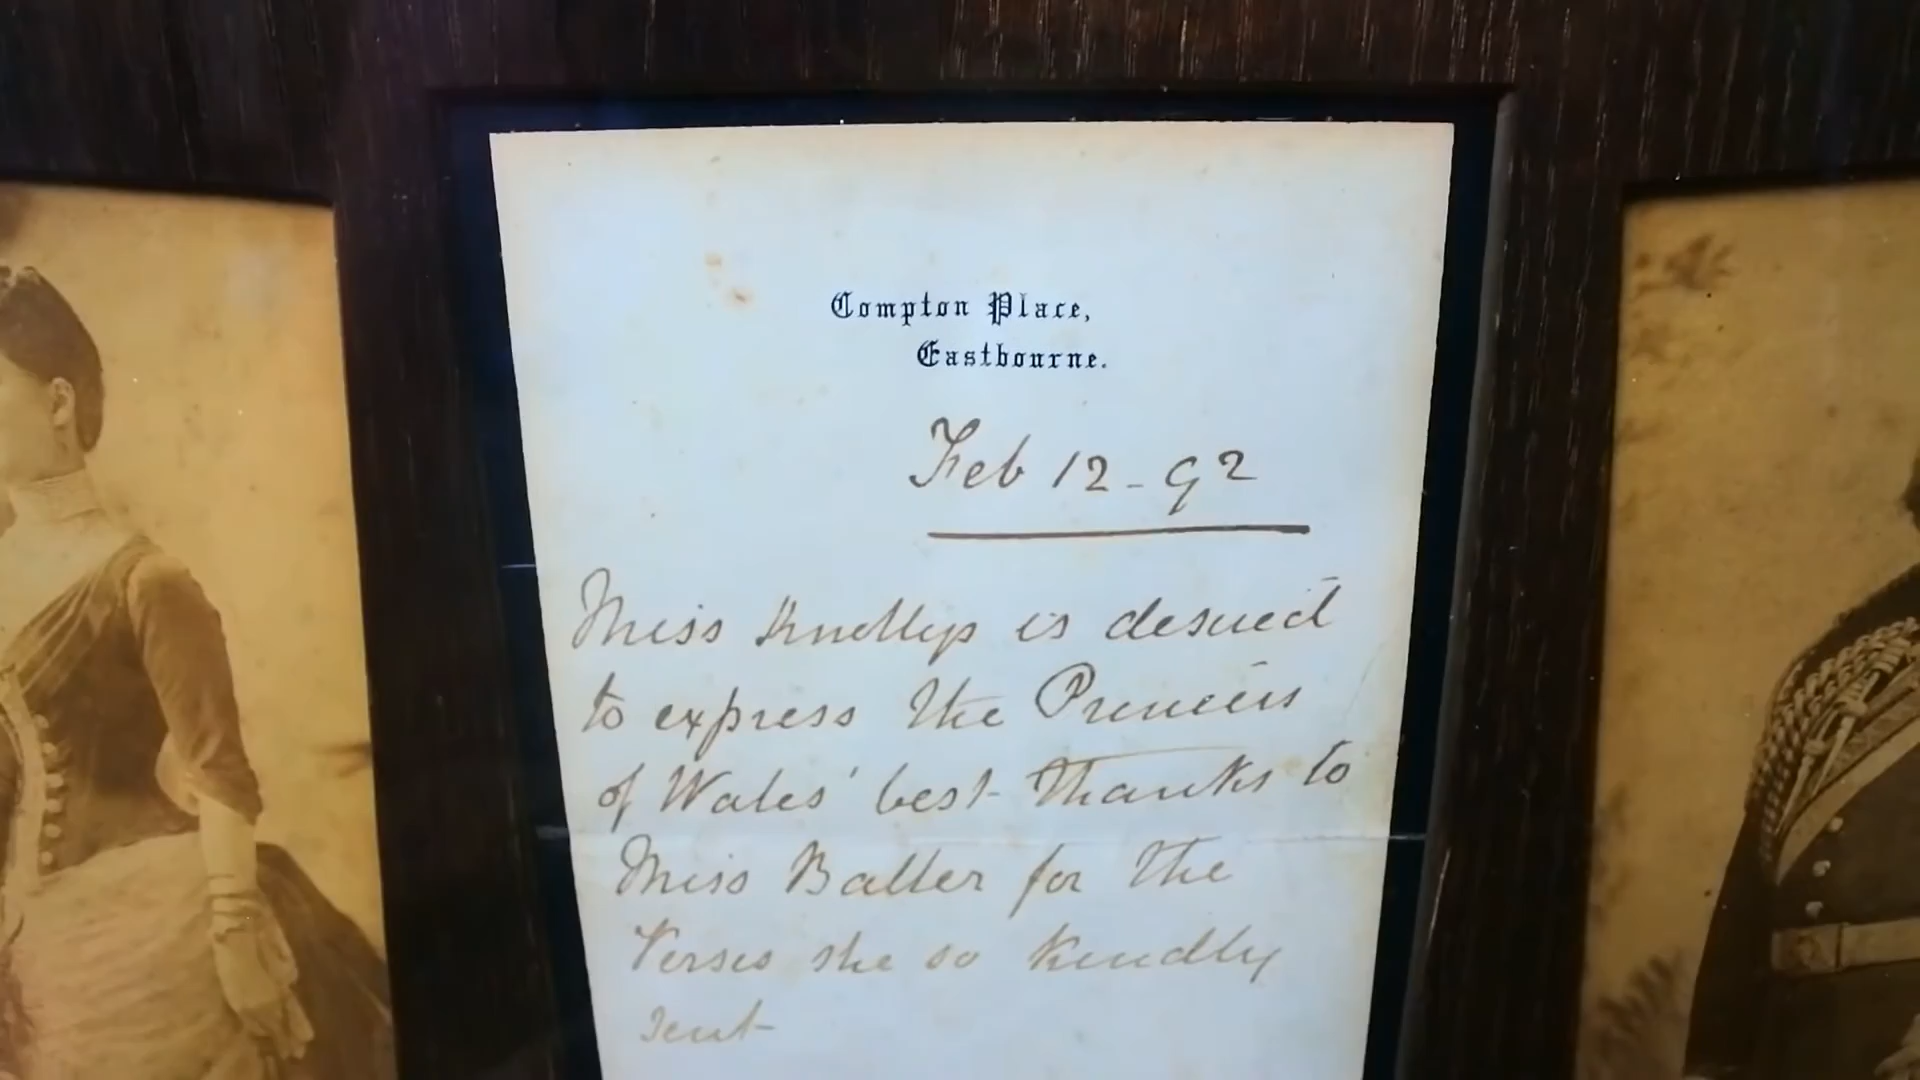 Compton Place,
Eastbourne.
Feb 12 - 92
Miss Knollys is desired
to express the Princess
of Wales' best thanks to
Miss Balter for the
Verses she so kindly
sent